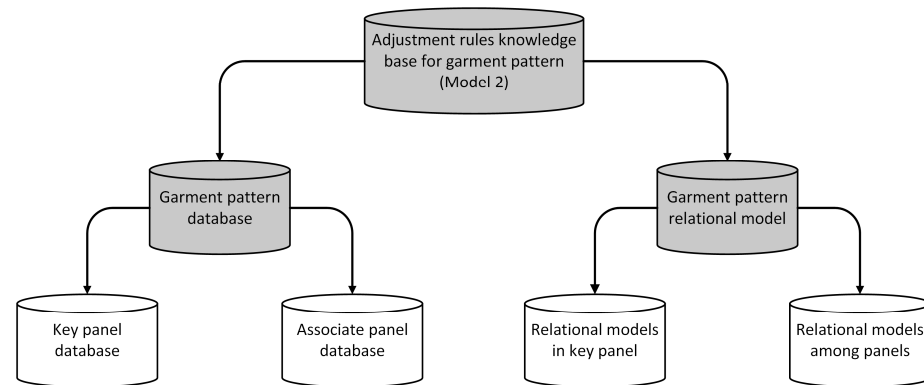 Adjustment rules knowledge
base for garment pattern
(Model 2)
Garment pattern
database
Garment pattern
relational model
Key panel
database
Associate panel
database
Relational models
in key panel
Relational models
among panels